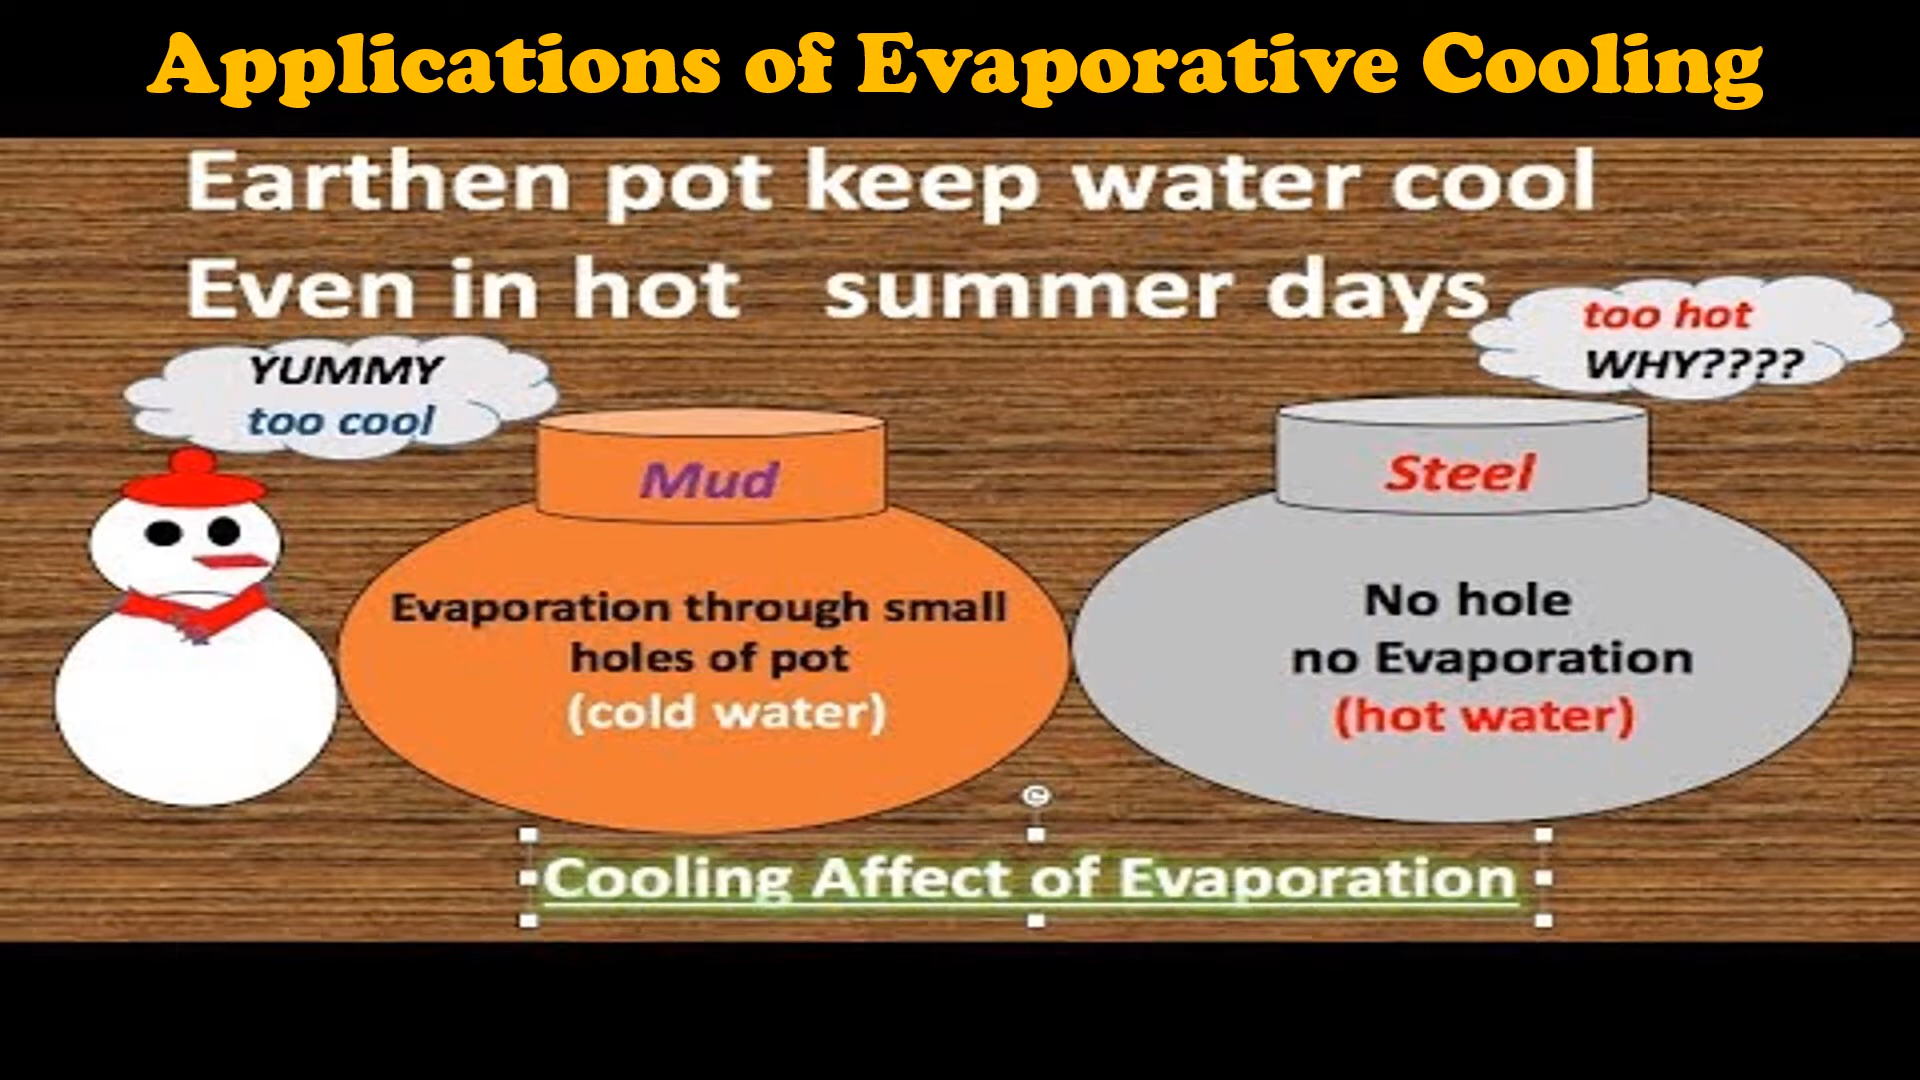 Applications of Evaporative Cooling
Earthen pot keep water cool
Even in hot summer days
too hot
WHY????
YUMMY
too cool
Mud
Steel
Evaporation through small
holes of pot
(cold water)
No hole
no Evaporation
(hot water)
Cooling Affect of Evaporation